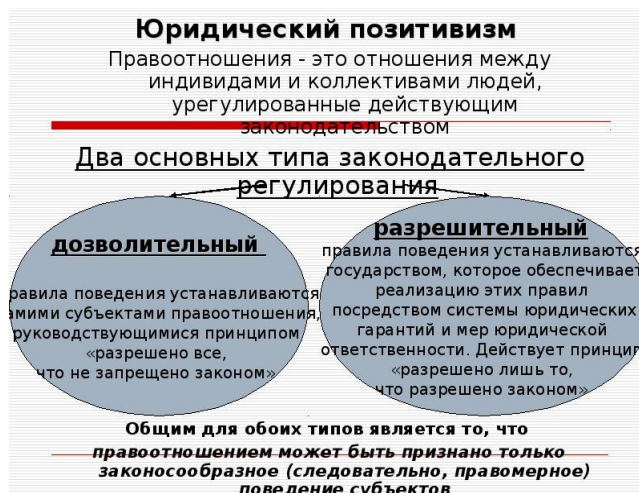 Юридический позитивизм
Правоотношения - это отношения между
индивидами и коллективами людей,
урегулированные действующим
законодательством
Два основных типа законодательного
регулирования
дозволительный
равила поведения устанавливаются
амими субъектами правоотношения,
руководствующимися принципом
«разрешено все,
что не запрещено законом»
разрешительный
правила поведения устанавливаются
государством, которое обеспечивает
реализацию этих правил
посредством системы юридических
гарантий и мер юридической
ответственности. Действует принцип
«разрешено лишь то,
что разрешено законом»
Общим для обоих типов является то, что
правоотношением может быть признано только
законосообразное (следовательно, правомерное)
поведение субъектов